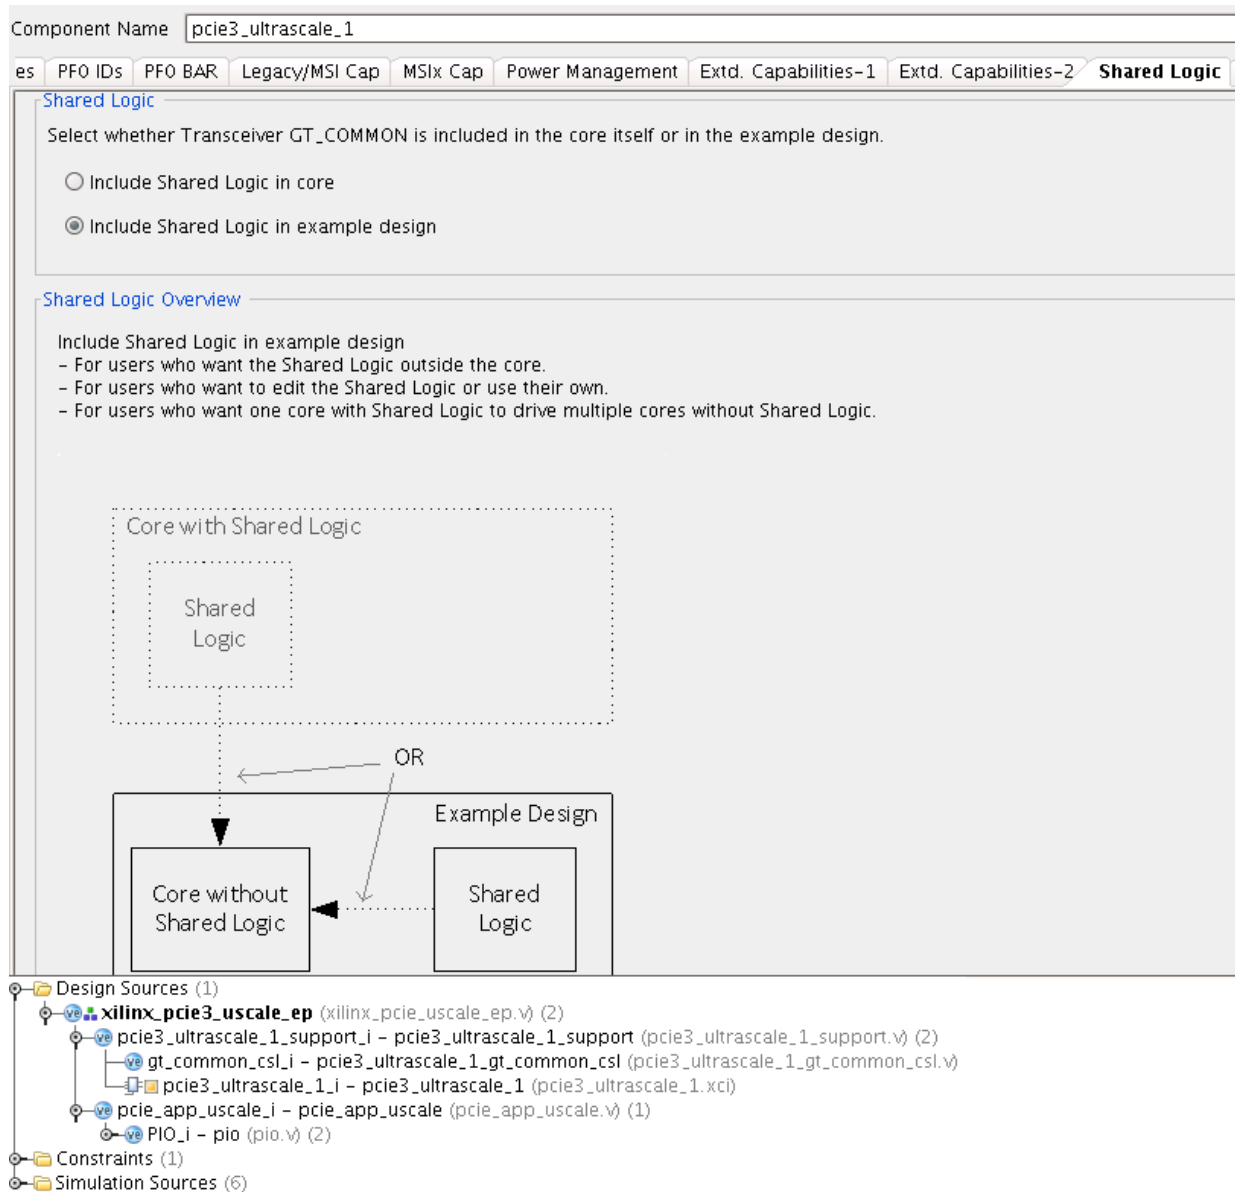 Component Name pcie3_ultrascale_1
es PF0 IDs PF0 BAR Legacy/MSI Cap MSIx Cap Power Management Extd. Capabilities-1 Extd. Capabilities-2 Shared Logic
Shared Logic
Select whether Transceiver GT_COMMON is included in the core itself or in the example design.
Include Shared Logic in core
Include Shared Logic in example design
Shared Logic Overview
Include Shared Logic in example design
- For users who want the Shared Logic outside the core.
- For users who want to edit the Shared Logic or use their own.
- For users who want one core with Shared Logic to drive multiple cores without Shared Logic.
Core with Shared Logic
Shared
Logic
OR
Example Design
Core without
Shared Logic
Shared
Logic
Design Sources (1)
xilinx_pcie3_uscale_ep (xilinx_pcie_uscale_ep.v) (2)
pcie3_ultrascale_1_support_i - pcie3_ultrascale_1_support (pcie3_ultrascale_1_support.v) (2)
gt_common_csl_i - pcie3_ultrascale_1_gt_common_csl (pcie3_ultrascale_1_gt_common_csl.v)
pcie3_ultrascale_1_i - pcie3_ultrascale_1 (pcie3_ultrascale_1.xci)
pcie_app_uscale_i - pcie_app_uscale (pcie_app_uscale.v) (1)
PIO_i - pio (pio.v) (2)
Constraints (1)
Simulation Sources (6)